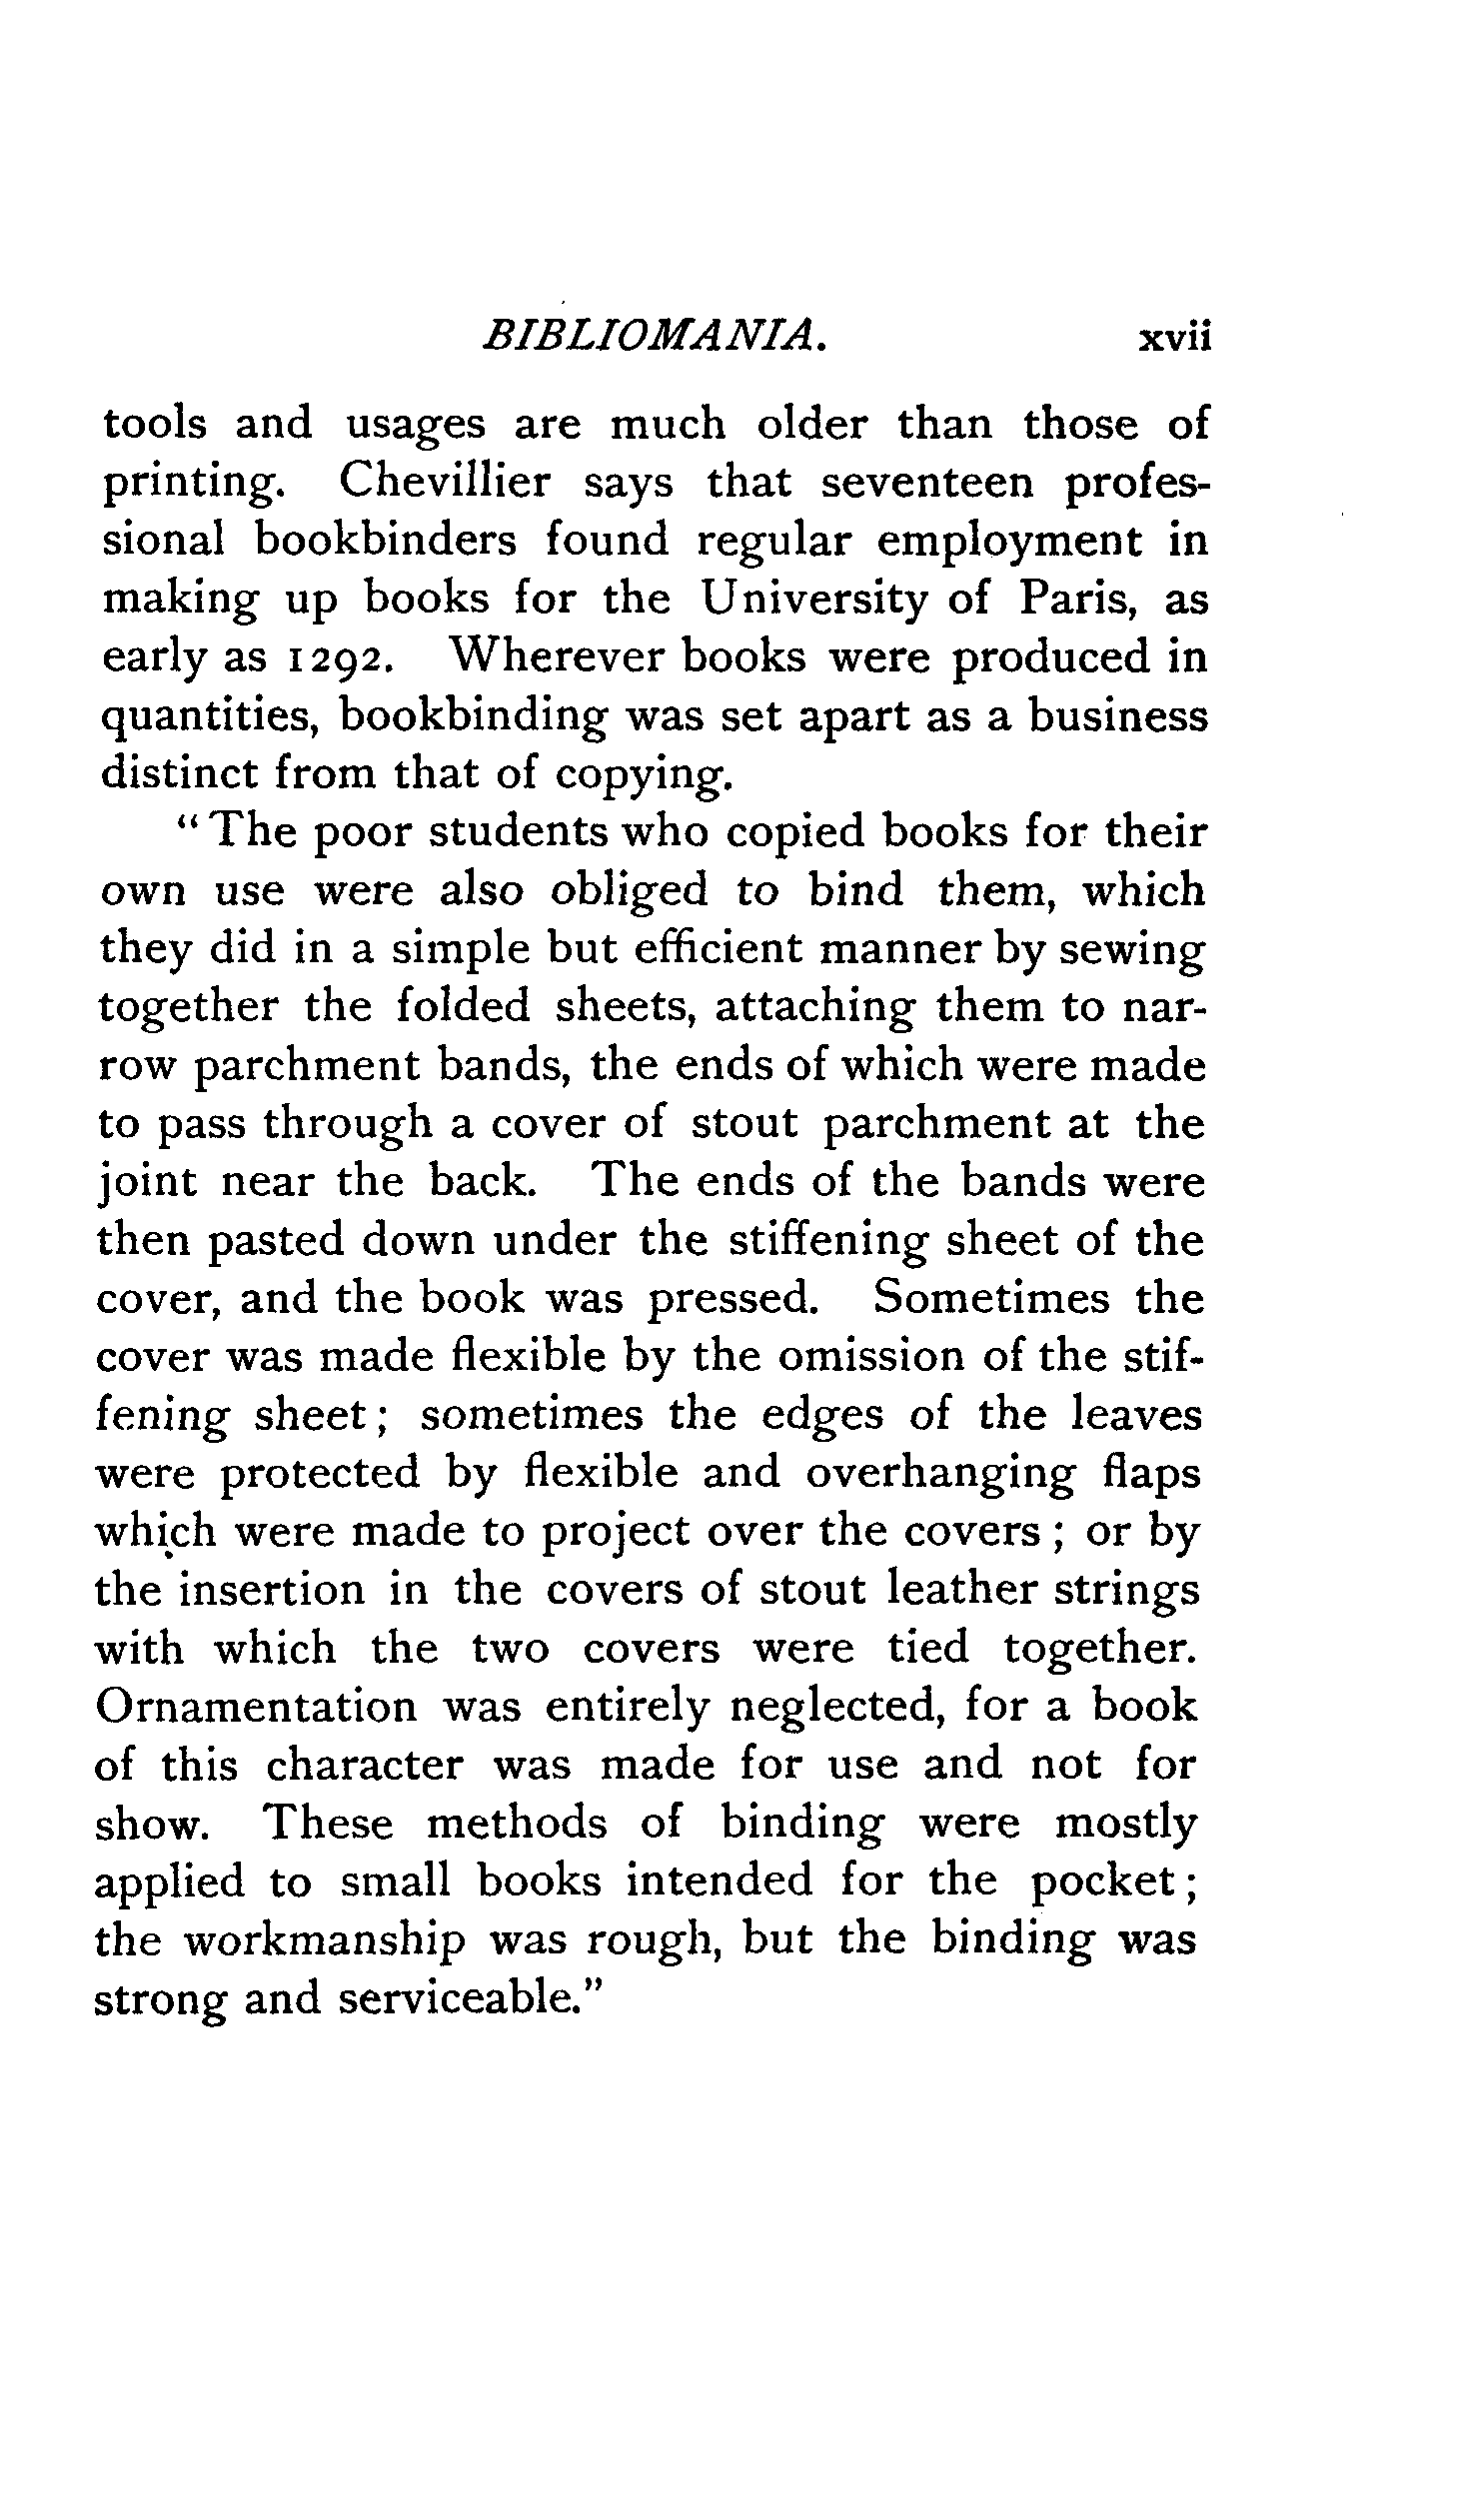 BIBLIOMANIA. xvii
tools and usages are much older than those of
printing. Chevillier says that seventeen profes-
sional bookbinders found regular employment in
making up books for the University of Paris, as
early as 1292. Wherever books were produced in
quantities, bookbinding was set apart as a business
distinct from that of copying.
“The poor students who copied books for their
own use were also obliged to bind them, which
they did in a simple but efficient manner by sewing
together the folded sheets, attaching them to nar-
row parchment bands, the ends of which were made
to pass through a cover of stout parchment at the
joint near the back. The ends of the bands were
then pasted down under the stiffening sheet of the
cover, and the book was pressed. Sometimes the
cover was made flexible by the omission of the stif-
fening sheet; sometimes the edges of the leaves
were protected by flexible and overhanging flaps
which were made to project over the covers; or by
the insertion in the covers of stout leather strings
with which the two covers were tied together.
Ornamentation was entirely neglected, for a book
of this character was made for use and not for
show. These methods of binding were mostly
applied to small books intended for the pocket;
the workmanship was rough, but the binding was
strong and serviceable.”